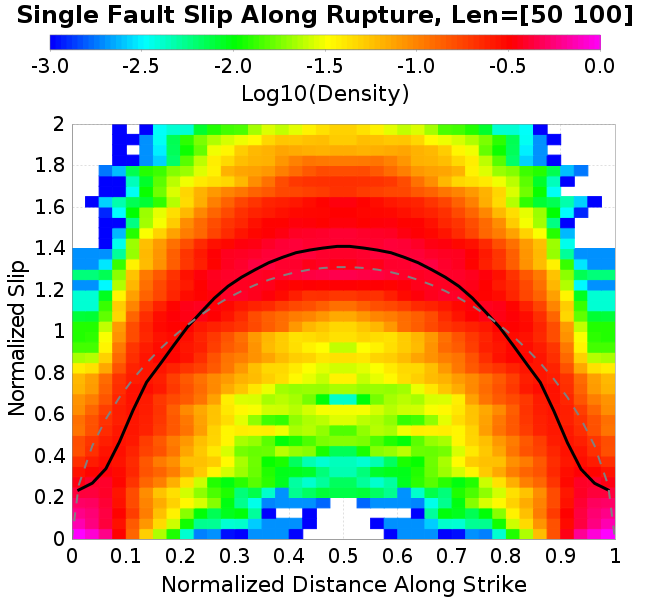 Single Fault Slip Along Rupture, Len=[50 100]
-3.0 -2.5 -2.0 -1.5 -1.0 -0.5 0.0
Log10(Density)
2
1.8
1.6
1.4
1.2
1
0.8
0.6
0.4
0.2
0
Normalized Slip
0 0.1 0.2 0.3 0.4 0.5 0.6 0.7 0.8 0.9 1
Normalized Distance Along Strike